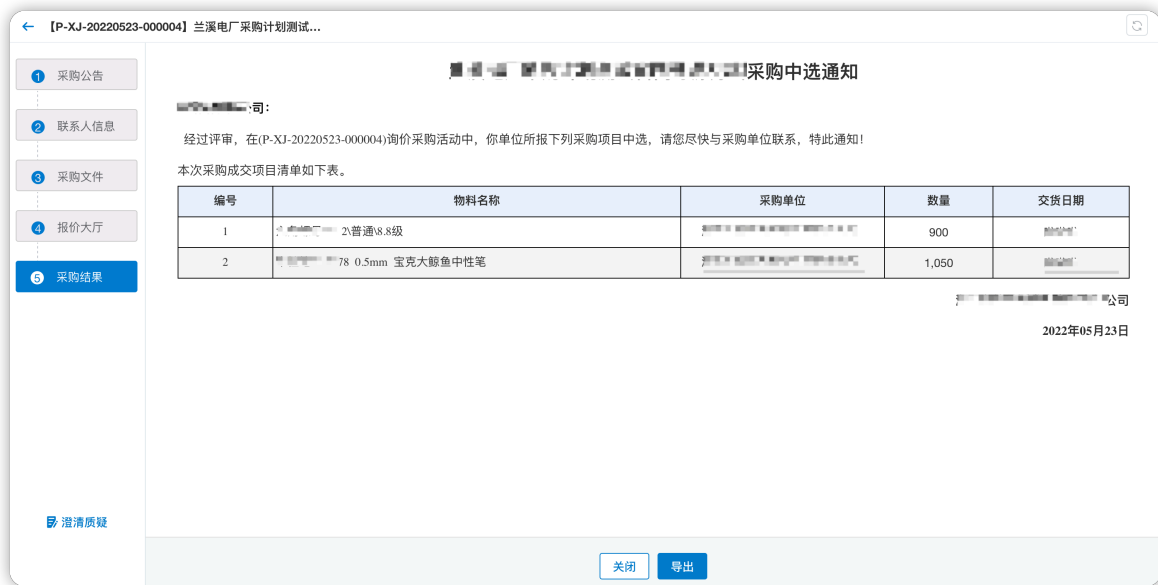 【P-XJ-20220523-000004】兰溪电厂采购计划测试...
1 采购公告
2 联系人信息
3 采购文件
4 报价大厅
5 采购结果
澄清质疑
采购中选通知
司：
经过评审，在(P-XJ-20220523-000004)询价采购活动中，你单位所报下列采购项目中选，请您尽快与采购单位联系，特此通知！
本次采购成交项目清单如下表。
编号 物料名称 采购单位 数量 交货日期
1 2\普通\8.8级 900
2 78 0.5mm 宝克大鲸鱼中性笔 1,050
公司
2022年05月23日
关闭 导出